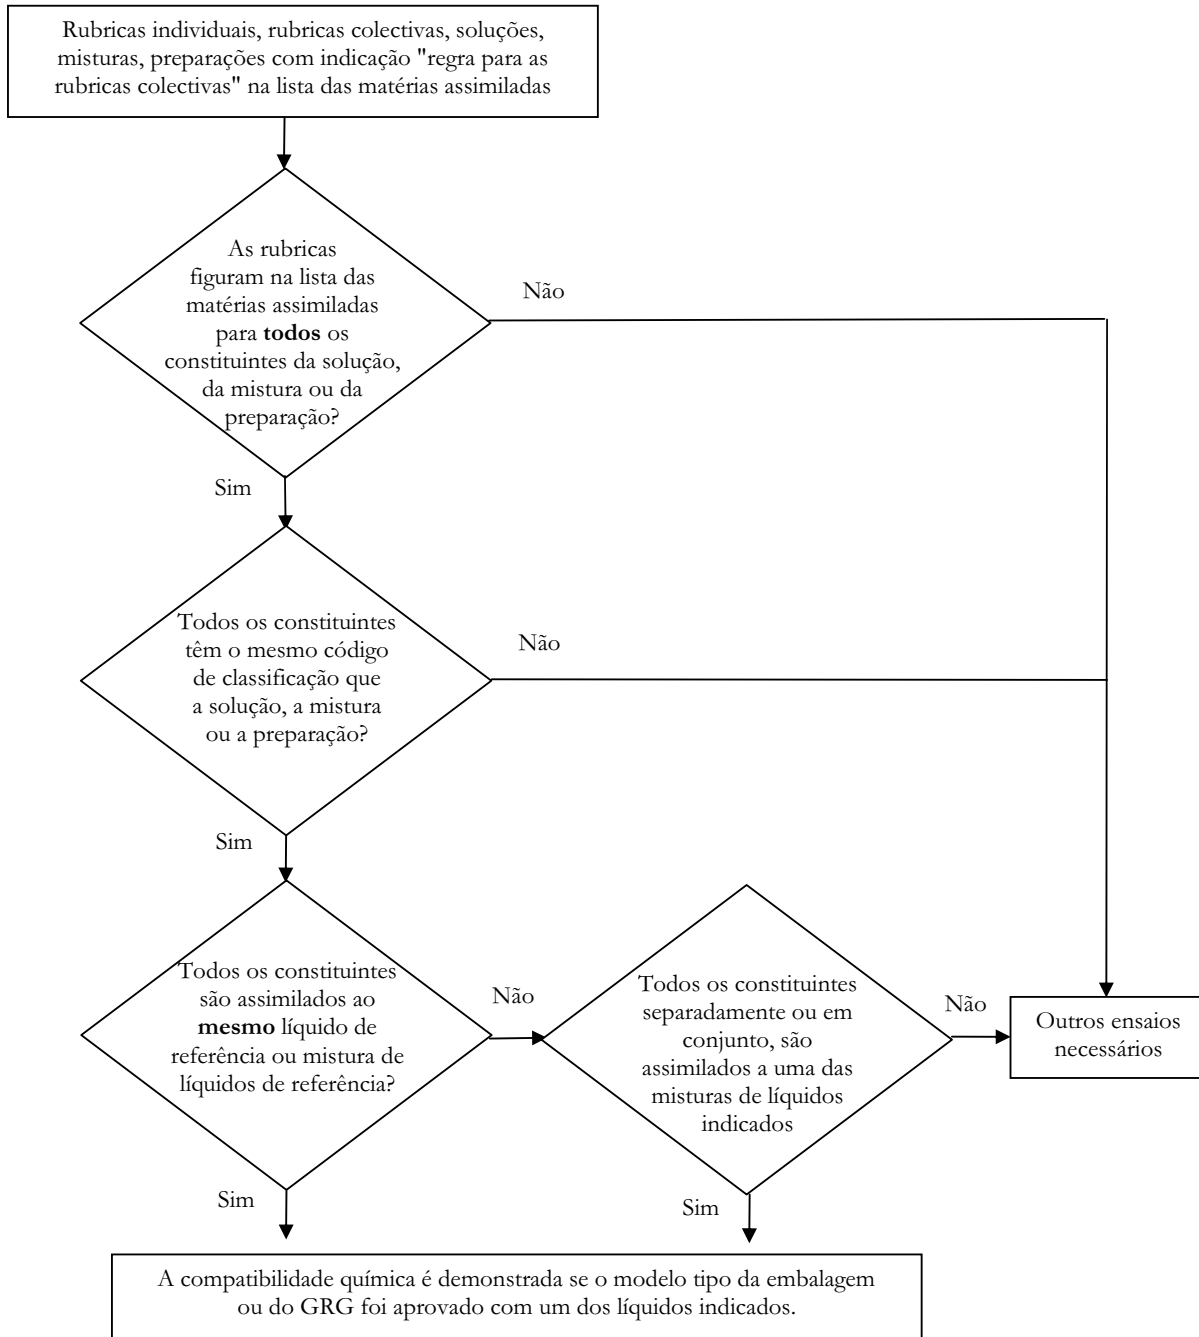 Rubricas individuais, rubricas colectivas, soluções,
misturas, preparações com indicação "regra para as
rubricas colectivas" na lista das matérias assimiladas
As rubricas
figuram na lista das
matérias assimiladas
para todos os
constituintes da solução,
da mistura ou da
preparação?
Não
Sim
Todos os constituintes
têm o mesmo código
de classificação que
a solução, a mistura
ou a preparação?
Não
Sim
Todos os constituintes
são assimilados ao
mesmo líquido de
referência ou mistura de
líquidos de referência?
Não
Todos os constituintes
separadamente ou em
conjunto, são
assimilados a uma das
misturas de líquidos
indicados
Não
Outros ensaios
necessários
Sim
Sim
A compatibilidade química é demonstrada se o modelo tipo da embalagem
ou do GRG foi aprovado com um dos líquidos indicados.